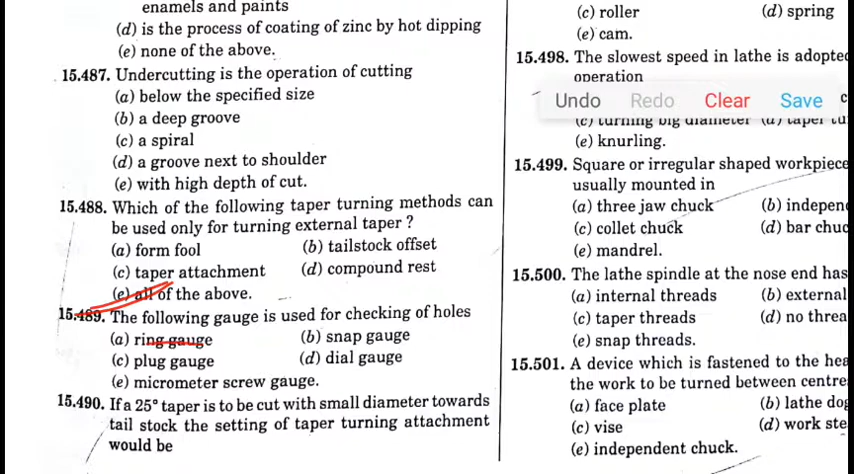 enamels and paints
(d) is the process of coating of zinc by hot dipping
(e) none of the above.
15.487. Undercutting is the operation of cutting
(a) below the specified size
(b) a deep groove
(c) a spiral
(d) a groove next to shoulder
(e) with high depth of cut.
15.488. Which of the following taper turning methods can
be used only for turning external taper ?
(a) form fool
(b) tailstock offset
(c) taper attachment
(d) compound rest
(e) all of the above.
15.489. The following gauge is used for checking of holes
(a) ring gauge
(b) snap gauge
(c) plug gauge
(d) dial gauge
(e) micrometer screw gauge.
15.490. If a 25° taper is to be cut with small diameter towards
tail stock the setting of taper turning attachment
would be
(c) roller
(d) spring
(e) cam.
15.498. The slowest speed in lathe is adopted
operation
Undo Redo Clear Save
(c) turning big diameter (d) taper tu
(e) knurling.
15.499. Square or irregular shaped workpiece
usually mounted in
(a) three jaw chuck
(b) indepen
(c) collet chuck
(d) bar chuc
(e) mandrel.
15.500. The lathe spindle at the nose end has
(a) internal threads
(b) external
(c) taper threads
(d) no threa
(e) snap threads.
15.501. A device which is fastened to the hea
the work to be turned between centre
(a) face plate
(b) lathe dog
(c) vise
(d) work ste
(e) independent chuck.